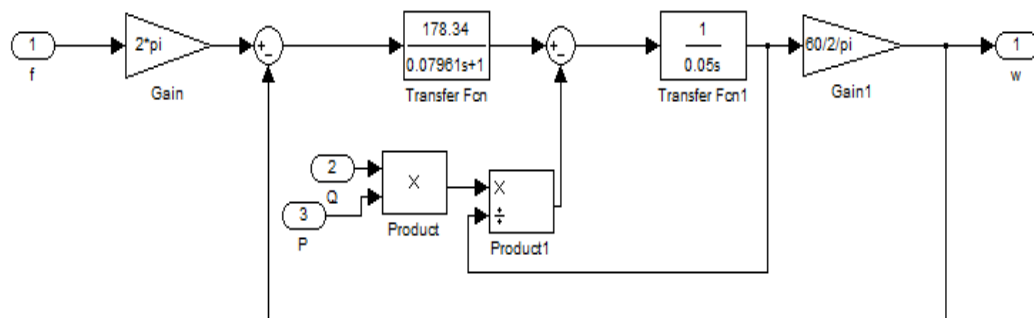 1
f
2*pi
Gain
+
−
178.34
0.07961s+1
Transfer Fcn
+
−
1
0.05s
Transfer Fcn1
60/2/pi
Gain1
1
w
2
Q
3
P
×
Product
×
÷
Product1